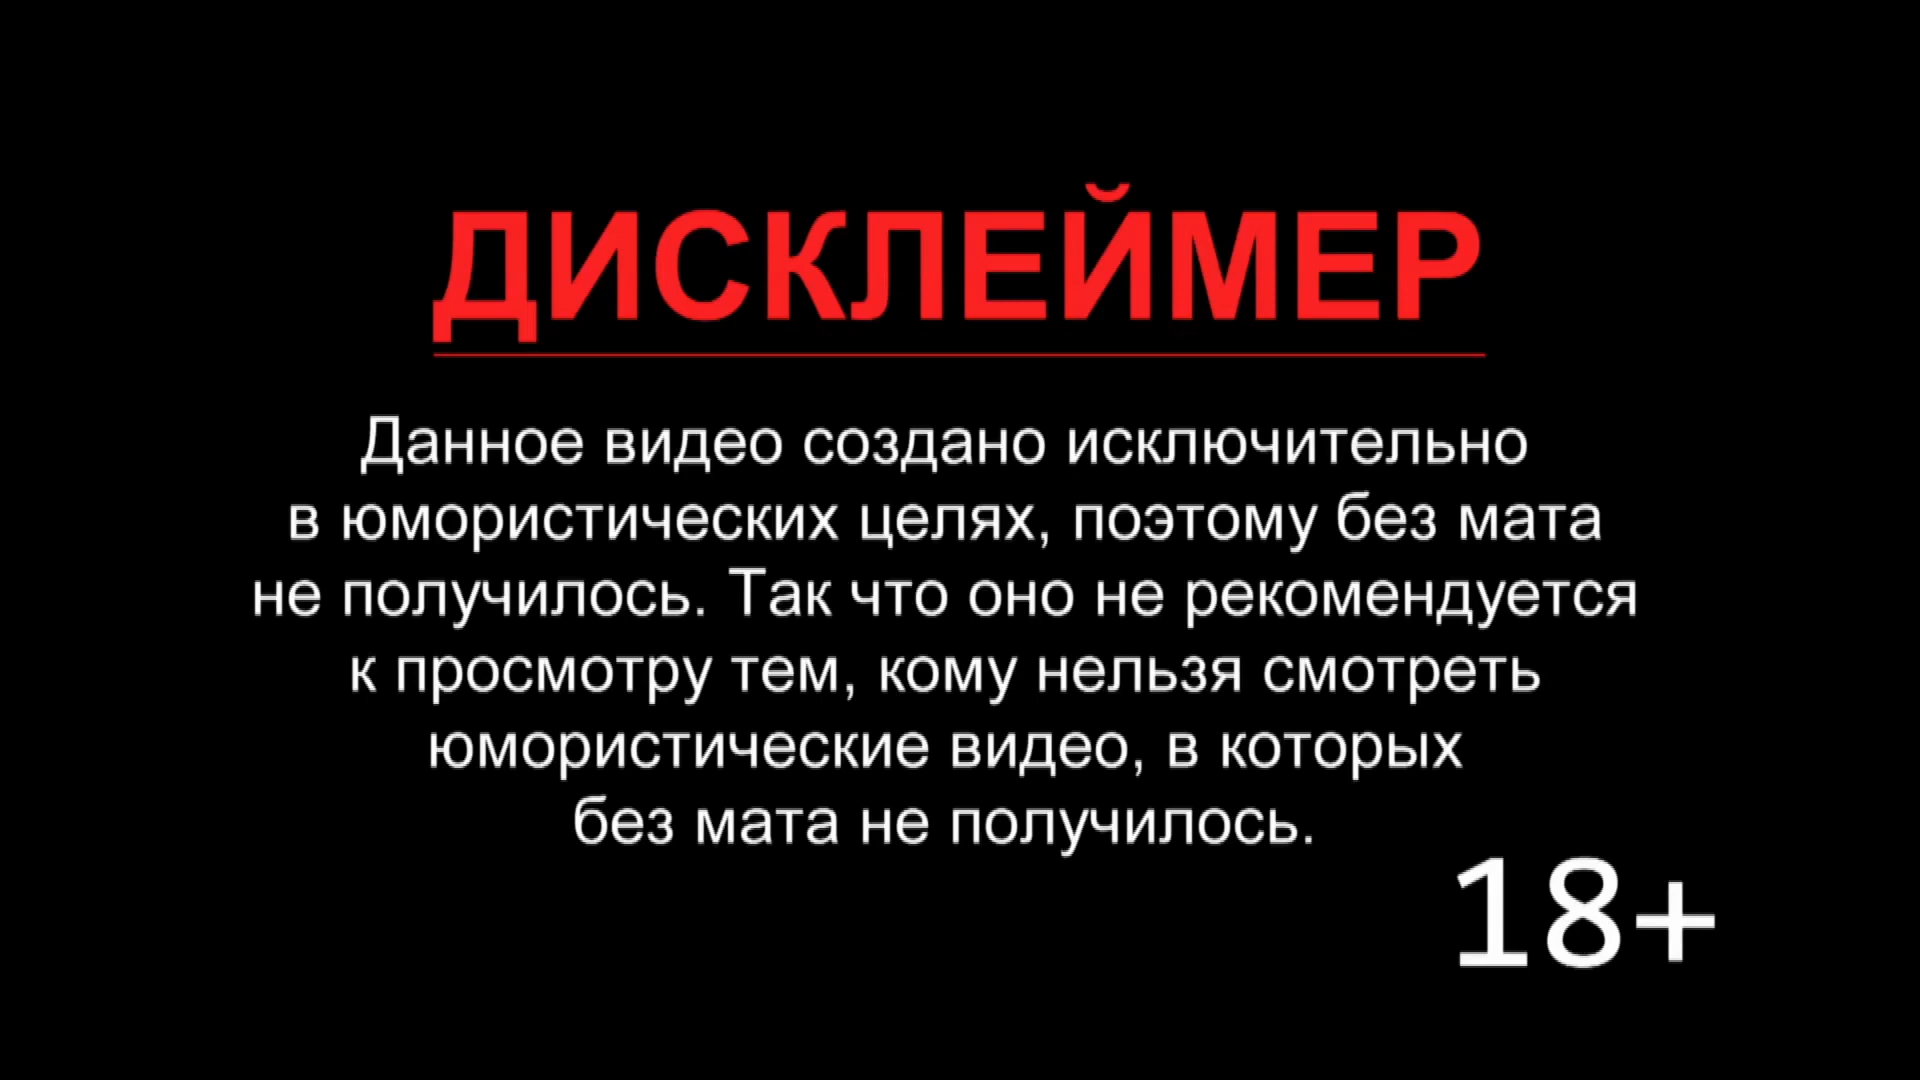 ДИСКЛЕЙМЕР
Данное видео создано исключительно
в юмористических целях, поэтому без мата
не получилось. Так что оно не рекомендуется
к просмотру тем, кому нельзя смотреть
юмористические видео, в которых
без мата не получилось.
18+